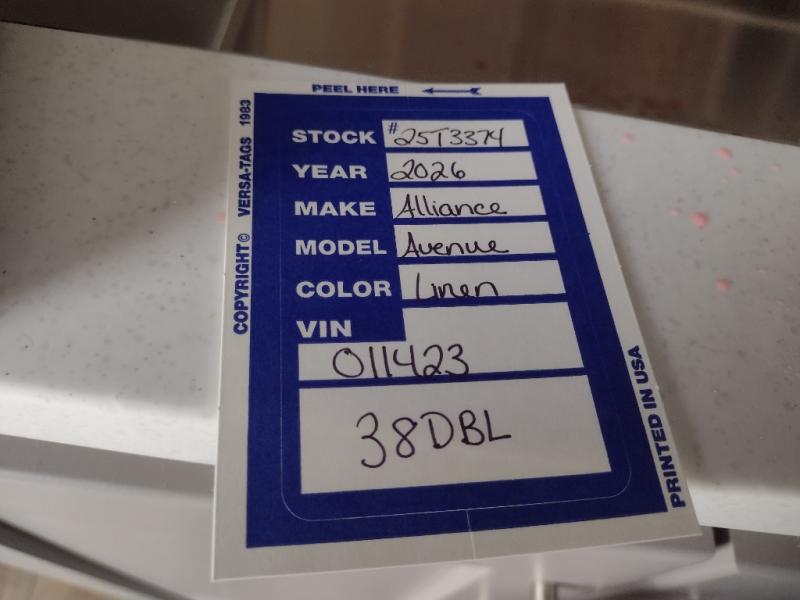 PEEL HERE
COPYRIGHT© VERSA-TAGS 1983
STOCK #25T3374
YEAR 2026
MAKE Alliance
MODEL Avenue
COLOR Linen
VIN
011423
38DBL
PRINTED IN USA